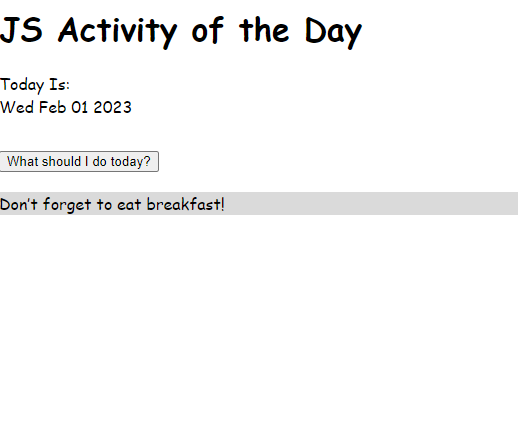 JS Activity of the Day
Today Is:
Wed Feb 01 2023
What should I do today?
Don't forget to eat breakfast!